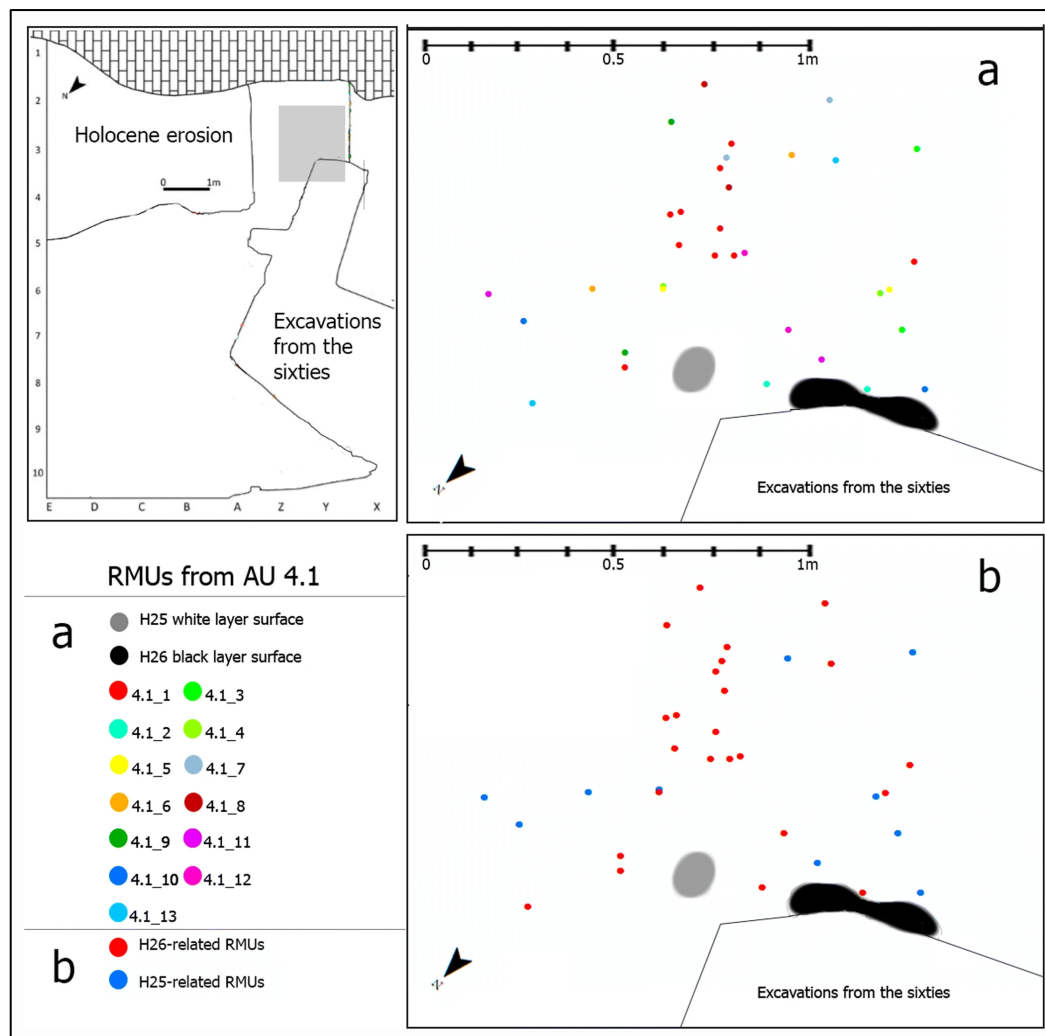 1
2
3
4
5
6
7
8
9
10
N
Holocene erosion
0 1m
Excavations
from the
sixties
E D C B A Z Y X
0 0.5 1m
a
N
Excavations from the sixties
RMUs from AU 4.1
a
H25 white layer surface
H26 black layer surface
4.1_1 4.1_3
4.1_2 4.1_4
4.1_5 4.1_7
4.1_6 4.1_8
4.1_9 4.1_11
4.1_10 4.1_12
4.1_13
b
H26-related RMUs
H25-related RMUs
0 0.5 1m
b
N
Excavations from the sixties